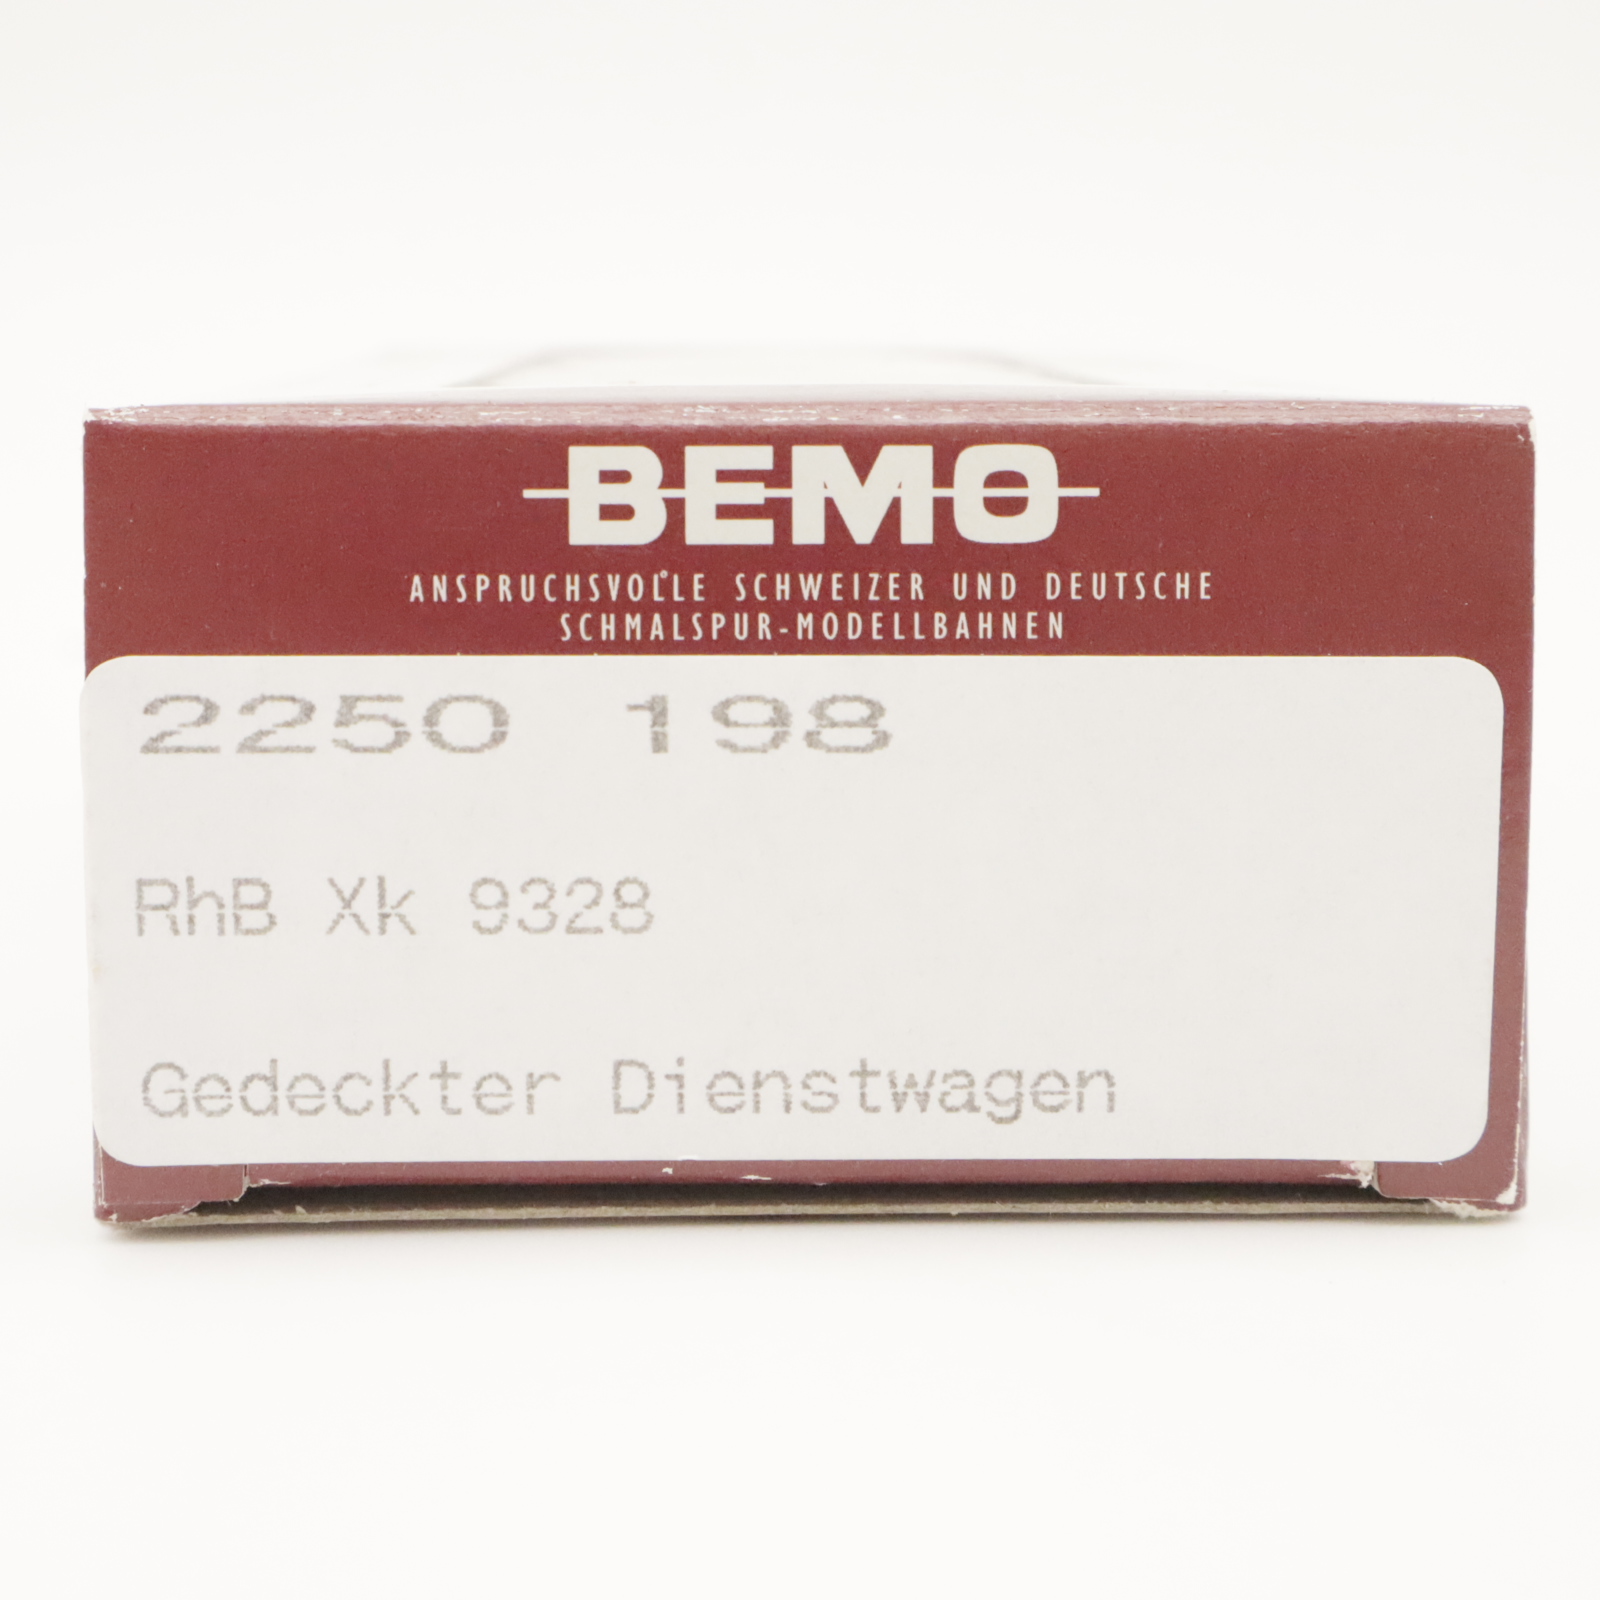 BEMO
ANSPRUCHSVOLLE SCHWEIZER UND DEUTSCHE
SCHMALSPUR-MODELLBAHNEN
2250 198
RhB Xk 9328
Gedeckter Dienstwagen